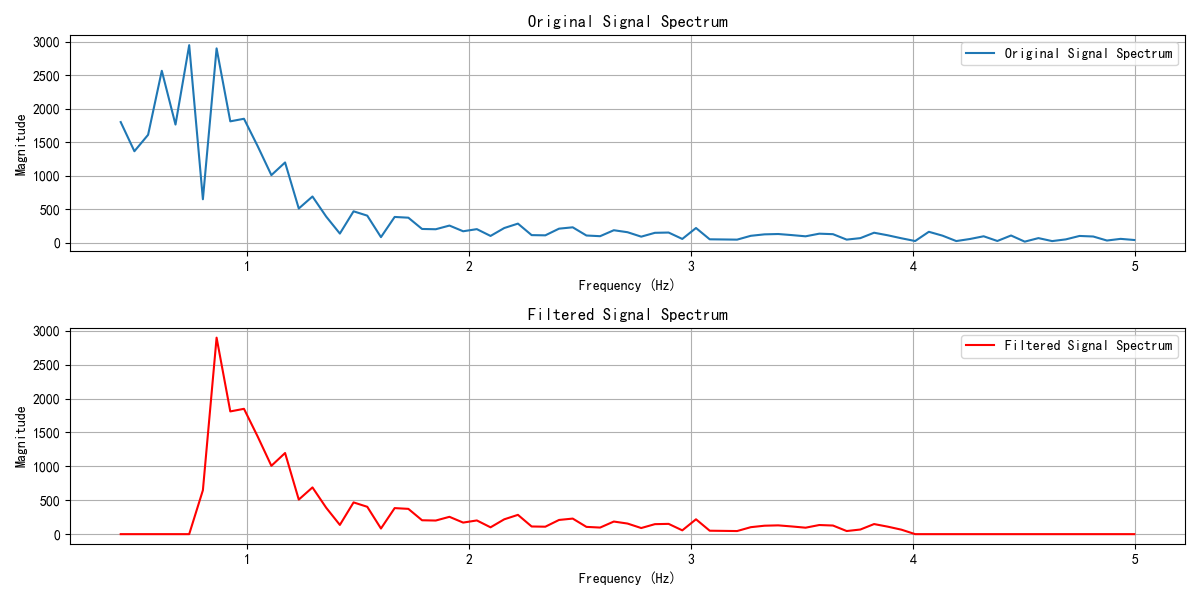 Original Signal Spectrum
3000
2500
2000
1500
1000
500
0
Magnitude
Original Signal Spectrum
1 2 3 4 5
Frequency (Hz)
Filtered Signal Spectrum
3000
2500
2000
1500
1000
500
0
Magnitude
Filtered Signal Spectrum
1 2 3 4 5
Frequency (Hz)